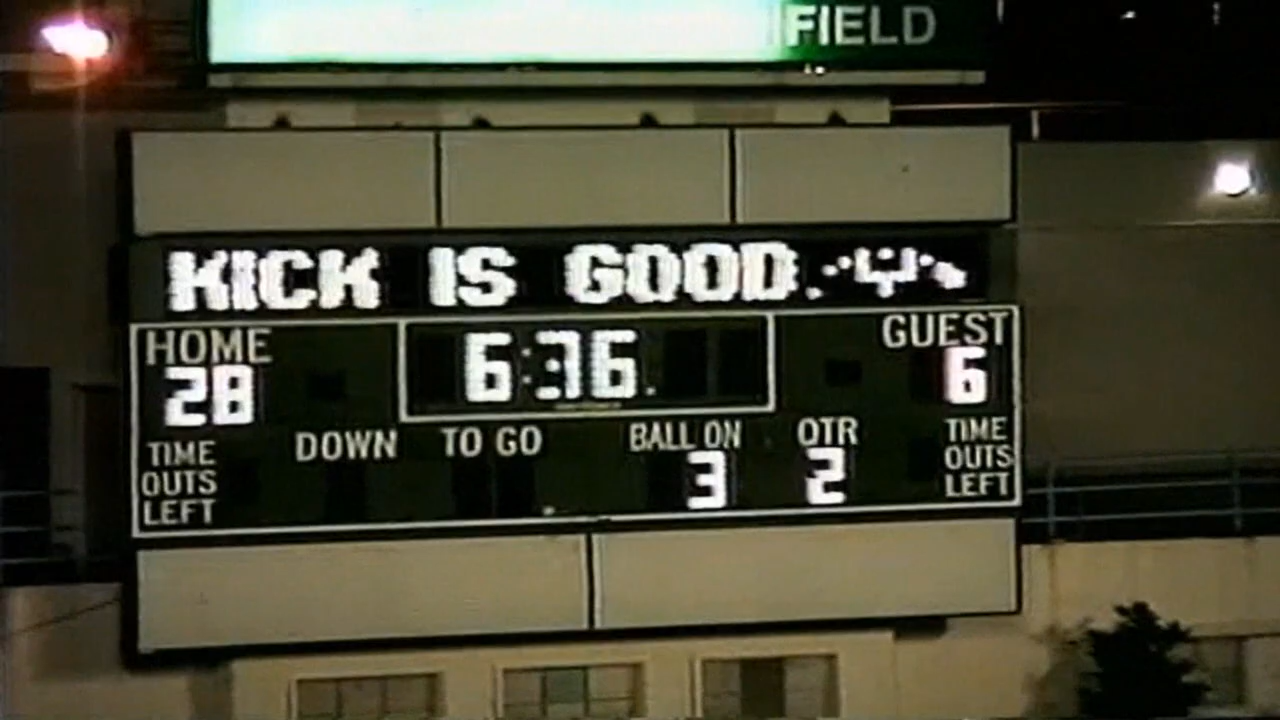 FIELD
KICK IS GOOD.
HOME
28
6:36
GUEST
6
TIME OUTS LEFT
DOWN
TO GO
BALL ON
3
QTR
2
TIME OUTS LEFT